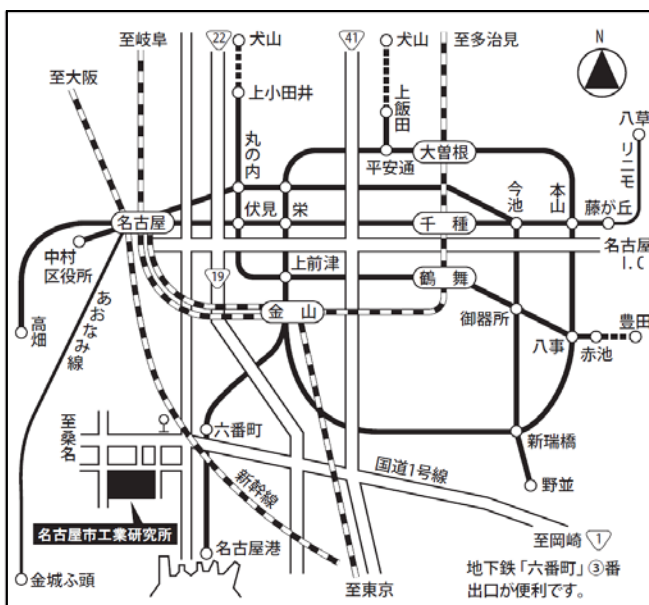 至岐阜
22
犬山
41
犬山
至多治見
N
至大阪
上小田井
上飯田
八草
リニモ
丸の内
平安通
大曽根
今池
本山
名古屋
伏見
栄
千種
藤が丘
中村
区役所
19
上前津
鶴舞
名古屋
I.C
高畑
あおなみ線
金山
御器所
八事
赤池
豊田
至桑名
六番町
新瑞橋
新幹線
国道1号線
野並
名古屋市工業研究所
名古屋港
至岡崎
1
金城ふ頭
至東京
地下鉄「六番町」③番
出口が便利です。